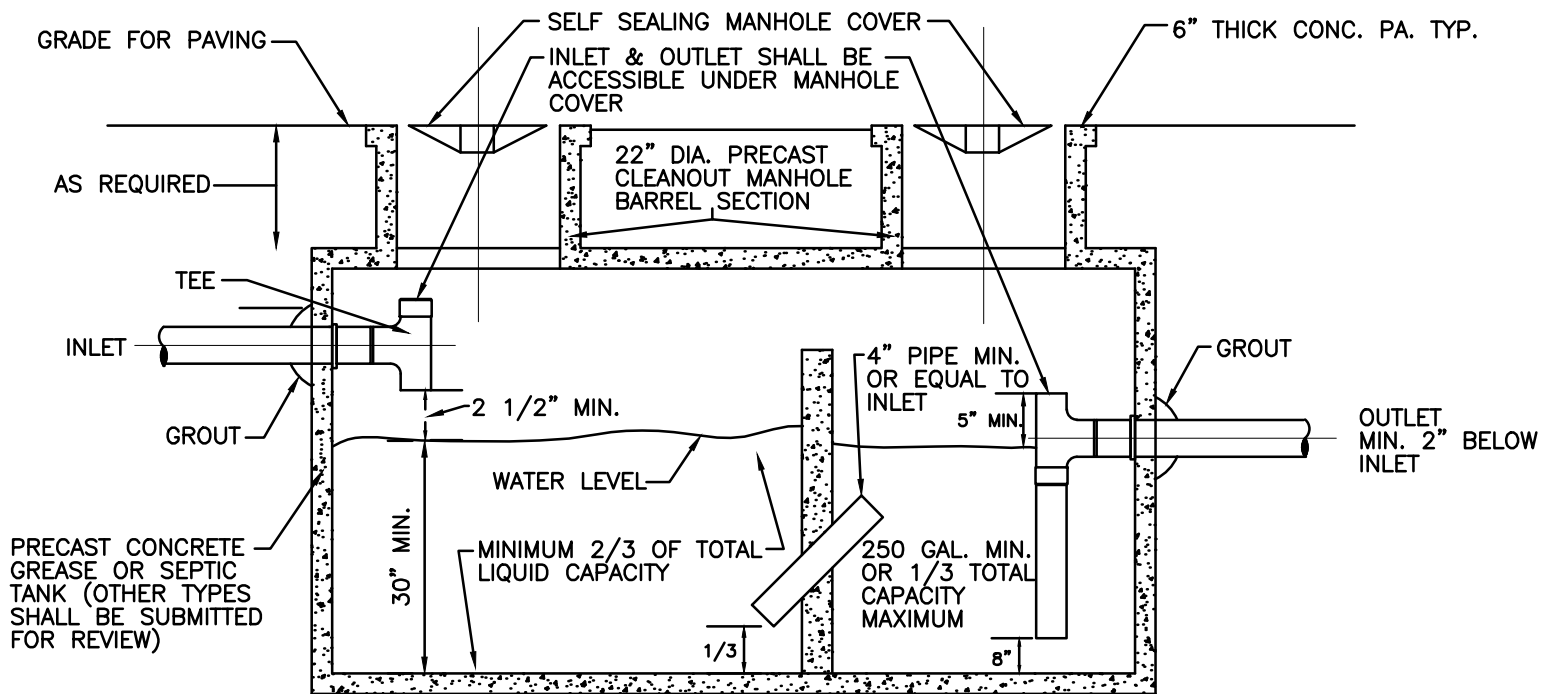 GRADE FOR PAVING
SELF SEALING MANHOLE COVER
6” THICK CONC. PA. TYP.
INLET & OUTLET SHALL BE
ACCESSIBLE UNDER MANHOLE
COVER
AS REQUIRED
22” DIA. PRECAST
CLEANOUT MANHOLE
BARREL SECTION
TEE
INLET
GROUT
2 1/2” MIN.
4” PIPE MIN.
OR EQUAL TO
INLET
5” MIN.
GROUT
OUTLET
MIN. 2” BELOW
INLET
WATER LEVEL
30” MIN.
PRECAST CONCRETE
GREASE OR SEPTIC
TANK (OTHER TYPES
SHALL BE SUBMITTED
FOR REVIEW)
MINIMUM 2/3 OF TOTAL
LIQUID CAPACITY
250 GAL. MIN.
OR 1/3 TOTAL
CAPACITY
MAXIMUM
1/3
8”